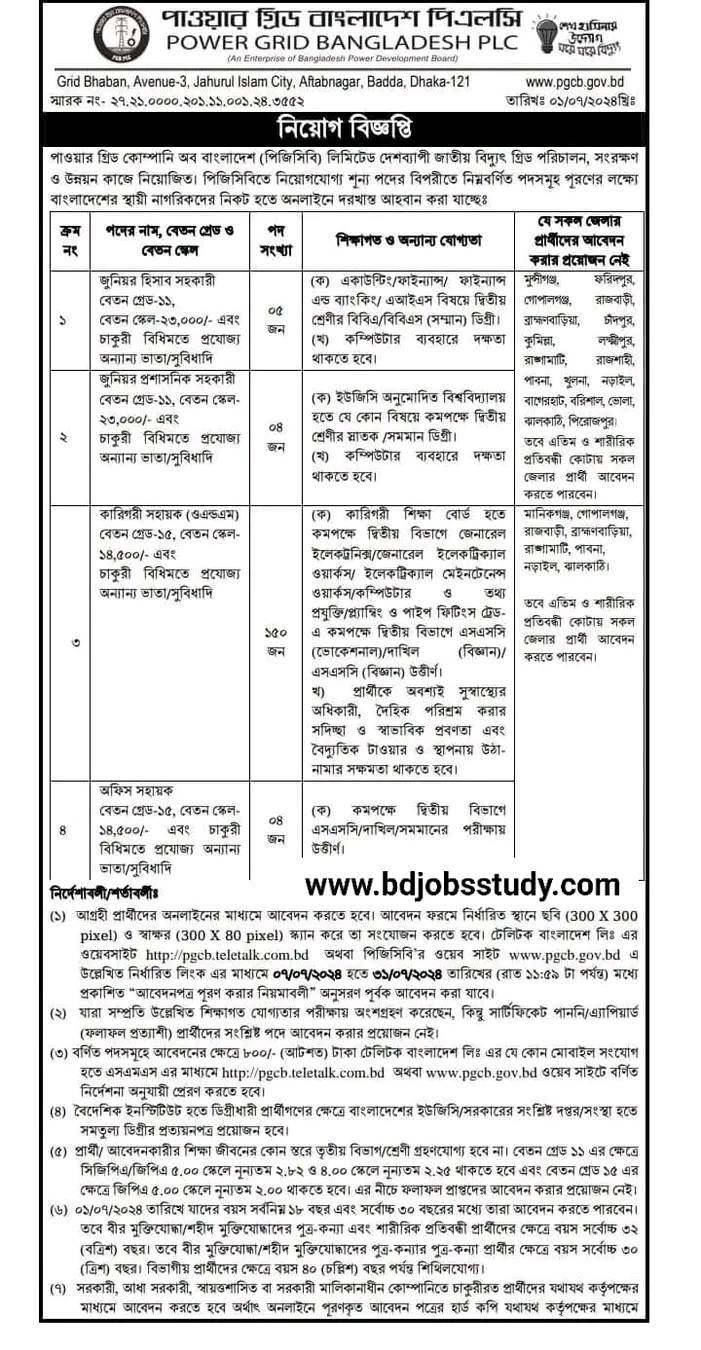 পাওয়ার গ্রিড বাংলাদেশ পিএলসি
POWER GRID BANGLADESH PLC
(An Enterprise of Bangladesh Power Development Board)
শেখ হাসিনার
উদ্যোগ
ঘরে ঘরে বিদ্যুৎ
Grid Bhaban, Avenue-3, Jahurul Islam City, Aftabnagar, Badda, Dhaka-121
www.pgcb.gov.bd
স্মারক নং- ২৭.২১.০০০০.২০১.১১.০০১.২৪.৩৫৫২
তারিখঃ ০১/০৭/২০২৪খ্রিঃ
নিয়োগ বিজ্ঞপ্তি
পাওয়ার গ্রিড কোম্পানি অব বাংলাদেশ (পিজিসিবি) লিমিটেড দেশব্যাপী জাতীয় বিদ্যুৎ গ্রিড পরিচালন, সংরক্ষণ
ও উন্নয়ন কাজে নিয়োজিত। পিজিসিবিতে নিয়োগযোগ্য শূন্য পদের বিপরীতে নিম্নবর্ণিত পদসমূহ পূরণের লক্ষ্যে
বাংলাদেশের স্থায়ী নাগরিকদের নিকট হতে অনলাইনে দরখাস্ত আহবান করা যাচ্ছেঃ
ক্রম
নং
পদের নাম, বেতন গ্রেড ও
বেতন স্কেল
পদ
সংখ্যা
শিক্ষাগত ও অন্যান্য যোগ্যতা
যে সকল জেলার
প্রার্থীদের আবেদন
করার প্রয়োজন নেই
১
জুনিয়র হিসাব সহকারী
বেতন গ্রেড-১১,
বেতন স্কেল-২৩,০০০/- এবং
চাকুরী বিধিমতে প্রযোজ্য
অন্যান্য ভাতা/সুবিধাদি
০৫
জন
(ক) একাউন্টিং/ফাইন্যান্স/ ফাইন্যান্স
এন্ড ব্যাংকিং/ এআইএস বিষয়ে দ্বিতীয়
শ্রেণীর বিবিএ/বিবিএস (সম্মান) ডিগ্রী।
(খ) কম্পিউটার ব্যবহারে দক্ষতা
থাকতে হবে।
মুন্সীগঞ্জ, ফরিদপুর,
গোপালগঞ্জ, রাজবাড়ী,
ব্রাহ্মণবাড়িয়া, চাঁদপুর,
কুমিল্লা, লক্ষ্মীপুর,
রাঙ্গামাটি, রাজশাহী,
পাবনা, খুলনা, নড়াইল,
বাগেরহাট, বরিশাল, ভোলা,
ঝালকাঠি, পিরোজপুর।
তবে এতিম ও শারীরিক
প্রতিবন্ধী কোটায় সকল
জেলার প্রার্থী আবেদন
করতে পারবেন।
২
জুনিয়র প্রশাসনিক সহকারী
বেতন গ্রেড-১১, বেতন স্কেল-
২৩,০০০/- এবং
চাকুরী বিধিমতে প্রযোজ্য
অন্যান্য ভাতা/সুবিধাদি
০৪
জন
(ক) ইউজিসি অনুমোদিত বিশ্ববিদ্যালয়
হতে যে কোন বিষয়ে কমপক্ষে দ্বিতীয়
শ্রেণীর স্নাতক /সমমান ডিগ্রী।
(খ) কম্পিউটার ব্যবহারে দক্ষতা
থাকতে হবে।
৩
কারিগরী সহায়ক (ওএন্ডএম)
বেতন গ্রেড-১৫, বেতন স্কেল-
১৪,৫০০/- এবং
চাকুরী বিধিমতে প্রযোজ্য
অন্যান্য ভাতা/সুবিধাদি
১৫০
জন
(ক) কারিগরী শিক্ষা বোর্ড হতে
কমপক্ষে দ্বিতীয় বিভাগে জেনারেল
ইলেকট্রনিক্স/জেনারেল ইলেকট্রিক্যাল
ওয়ার্কস/ ইলেকট্রিক্যাল মেইনটেনেন্স
ওয়ার্কস/কম্পিউটার ও তথ্য
প্রযুক্তি/প্ল্যাম্বিং ও পাইপ ফিটিংস ট্রেড-
এ কমপক্ষে দ্বিতীয় বিভাগে এসএসসি
(ভোকেশনাল)/দাখিল (বিজ্ঞান)/
এসএসসি (বিজ্ঞান) উত্তীর্ণ।
খ) প্রার্থীকে অবশ্যই সুস্বাস্থ্যের
অধিকারী, দৈহিক পরিশ্রম করার
সদিচ্ছা ও স্বাভাবিক প্রবণতা এবং
বৈদ্যুতিক টাওয়ার ও স্থাপনায় উঠা-
নামার সক্ষমতা থাকতে হবে।
মানিকগঞ্জ, গোপালগঞ্জ,
রাজবাড়ী, ব্রাহ্মণবাড়িয়া,
রাঙ্গামাটি, পাবনা,
নড়াইল, ঝালকাঠি।
তবে এতিম ও শারীরিক
প্রতিবন্ধী কোটায় সকল
জেলার প্রার্থী আবেদন
করতে পারবেন।
৪
অফিস সহায়ক
বেতন গ্রেড-১৫, বেতন স্কেল-
১৪,৫০০/- এবং চাকুরী
বিধিমতে প্রযোজ্য অন্যান্য
ভাতা/সুবিধাদি
০৪
জন
(ক) কমপক্ষে দ্বিতীয় বিভাগে
এসএসসি/দাখিল/সমমানের পরীক্ষায়
উত্তীর্ণ।
www.bdjobsstudy.com
নির্দেশাবলী/শর্তাবলীঃ
(১) আগ্রহী প্রার্থীদের অনলাইনের মাধ্যমে আবেদন করতে হবে। আবেদন ফরমে নির্ধারিত স্থানে ছবি (300 X 300
pixel) ও স্বাক্ষর (300 X 80 pixel) স্ক্যান করে তা সংযোজন করতে হবে। টেলিটক বাংলাদেশ লিঃ এর
ওয়েবসাইট http://pgcb.teletalk.com.bd অথবা পিজিসিবি’র ওয়েব সাইট www.pgcb.gov.bd এ
উল্লেখিত নির্ধারিত লিংক এর মাধ্যমে ০৭/০৭/২০২৪ হতে ৩১/০৭/২০২৪ তারিখের (রাত ১১:৫৯ টা পর্যন্ত) মধ্যে
প্রকাশিত “আবেদনপত্র পূরণ করার নিয়মাবলী” অনুসরণ পূর্বক আবেদন করা যাবে।
(২) যারা সম্প্রতি উল্লেখিত শিক্ষাগত যোগ্যতার পরীক্ষায় অংশগ্রহণ করেছেন, কিন্তু সার্টিফিকেট পাননি/এ্যাপিয়ার্ড
(ফলাফল প্রত্যাশী) প্রার্থীদের সংশ্লিষ্ট পদে আবেদন করার প্রয়োজন নেই।
(৩) বর্ণিত পদসমূহে আবেদনের ক্ষেত্রে ৮০০/- (আটশত) টাকা টেলিটক বাংলাদেশ লিঃ এর যে কোন মোবাইল সংযোগ
হতে এসএমএস এর মাধ্যমে http://pgcb.teletalk.com.bd অথবা www.pgcb.gov.bd ওয়েব সাইটে বর্ণিত
নির্দেশনা অনুযায়ী প্রেরণ করতে হবে।
(৪) বৈদেশিক ইনস্টিটিউট হতে ডিগ্রীধারী প্রার্থীগণের ক্ষেত্রে বাংলাদেশের ইউজিসি/সরকারের সংশ্লিষ্ট দপ্তর/সংস্থা হতে
সমতুল্য ডিগ্রীর প্রত্যয়নপত্র প্রয়োজন হবে।
(৫) প্রার্থী/ আবেদনকারীর শিক্ষা জীবনের কোন স্তরে তৃতীয় বিভাগ/শ্রেণী গ্রহণযোগ্য হবে না। বেতন গ্রেড ১১ এর ক্ষেত্রে
সিজিপিএ/জিপিএ ৫.০০ স্কেলে নূন্যতম ২.৮২ ও ৪.০০ স্কেলে নূন্যতম ২.২৫ থাকতে হবে এবং বেতন গ্রেড ১৫ এর
ক্ষেত্রে জিপিএ ৫.০০ স্কেলে নূন্যতম ২.০০ থাকতে হবে। এর নীচে ফলাফল প্রাপ্তদের আবেদন করার প্রয়োজন নেই।
(৬) ০১/০৭/২০২৪ তারিখে যাদের বয়স সর্বনিম্ন ১৮ বছর এবং সর্বোচ্চ ৩০ বছরের মধ্যে তারা আবেদন করতে পারবেন।
তবে বীর মুক্তিযোদ্ধা/শহীদ মুক্তিযোদ্ধাদের পুত্র-কন্যা এবং শারীরিক প্রতিবন্ধী প্রার্থীদের ক্ষেত্রে বয়স সর্বোচ্চ ৩২
(বত্রিশ) বছর। তবে বীর মুক্তিযোদ্ধা/শহীদ মুক্তিযোদ্ধাদের পুত্র-কন্যার পুত্র-কন্যা প্রার্থীর ক্ষেত্রে বয়স সর্বোচ্চ ৩০
(ত্রিশ) বছর। বিভাগীয় প্রার্থীদের ক্ষেত্রে বয়স ৪০ (চল্লিশ) বছর পর্যন্ত শিথিলযোগ্য।
(৭) সরকারী, আধা সরকারী, স্বায়ত্তশাসিত বা সরকারী মালিকানাধীন কোম্পানিতে চাকুরীরত প্রার্থীদের যথাযথ কর্তৃপক্ষের
মাধ্যমে আবেদন করতে হবে অর্থাৎ অনলাইনে পূরণকৃত আবেদন পত্রের হার্ড কপি যথাযথ কর্তৃপক্ষের মাধ্যমে